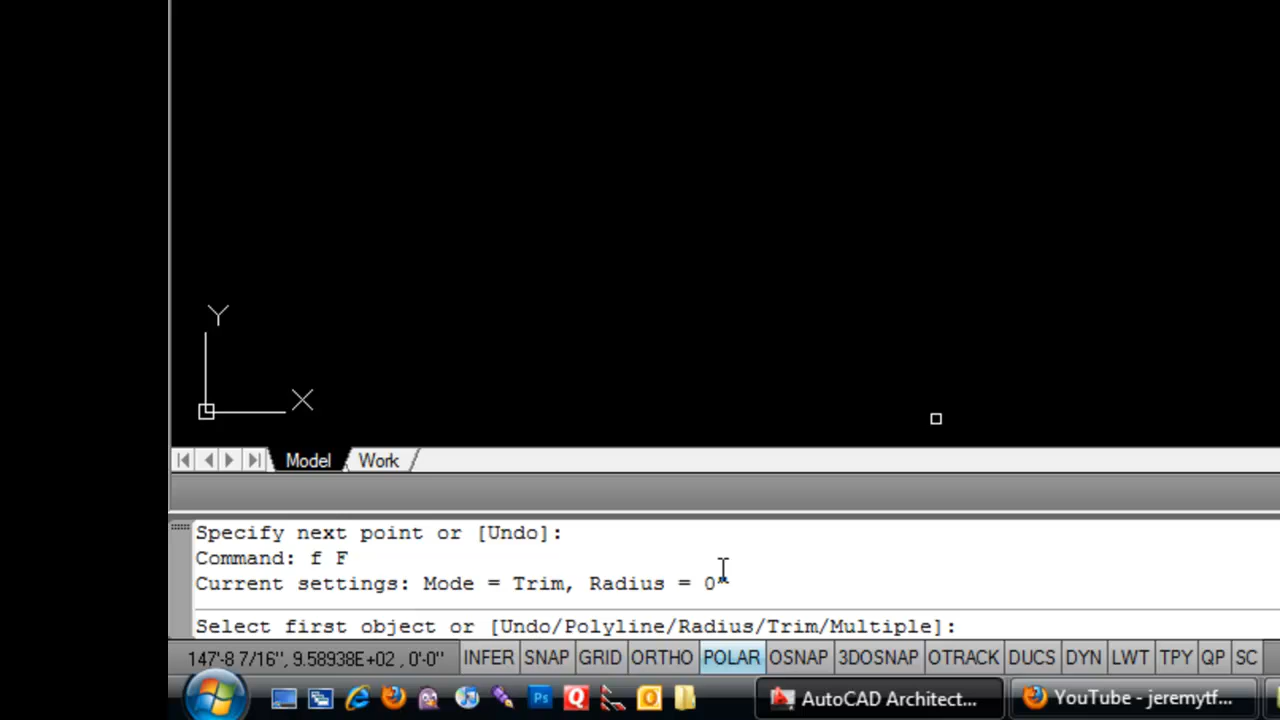 Y
X
Model Work
Specify next point or [Undo]:
Command: f F
Current settings: Mode = Trim, Radius = 0"
Select first object or [Undo/Polyline/Radius/Trim/Multiple]:
147'-8 7/16", 9.58938E+02 , 0'-0" INFER SNAP GRID ORTHO POLAR OSNAP 3DOSNAP OTRACK DUCS DYN LWT TPY QP SC
Ps Q O AutoCAD Architect... YouTube - jeremytf...